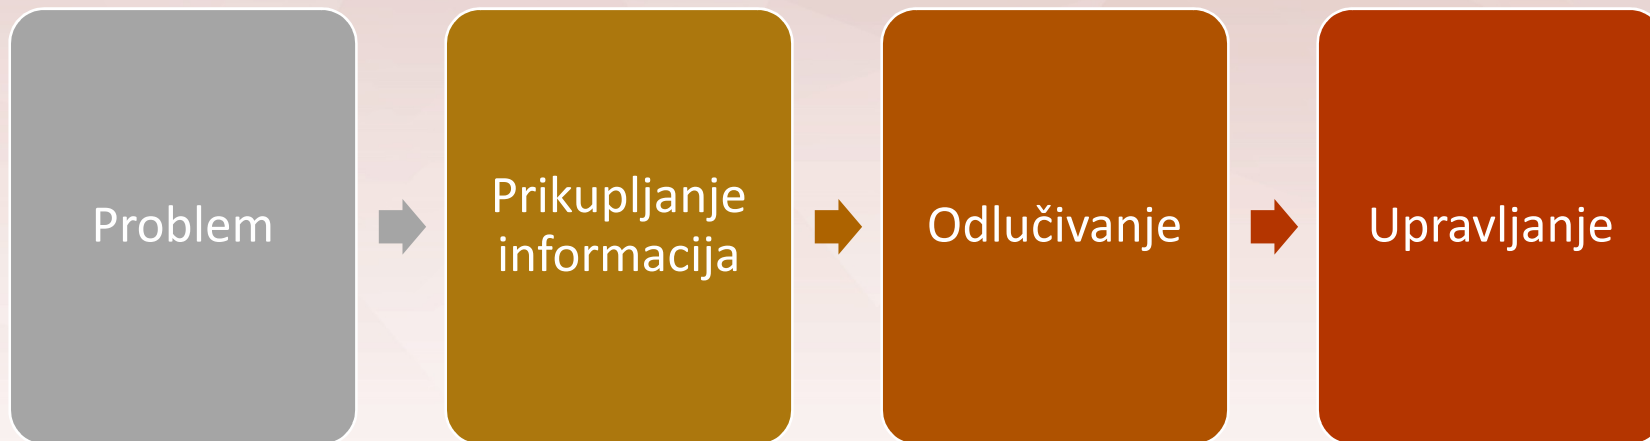 Problem
Prikupljanje
informacija
Odlučivanje
Upravljanje